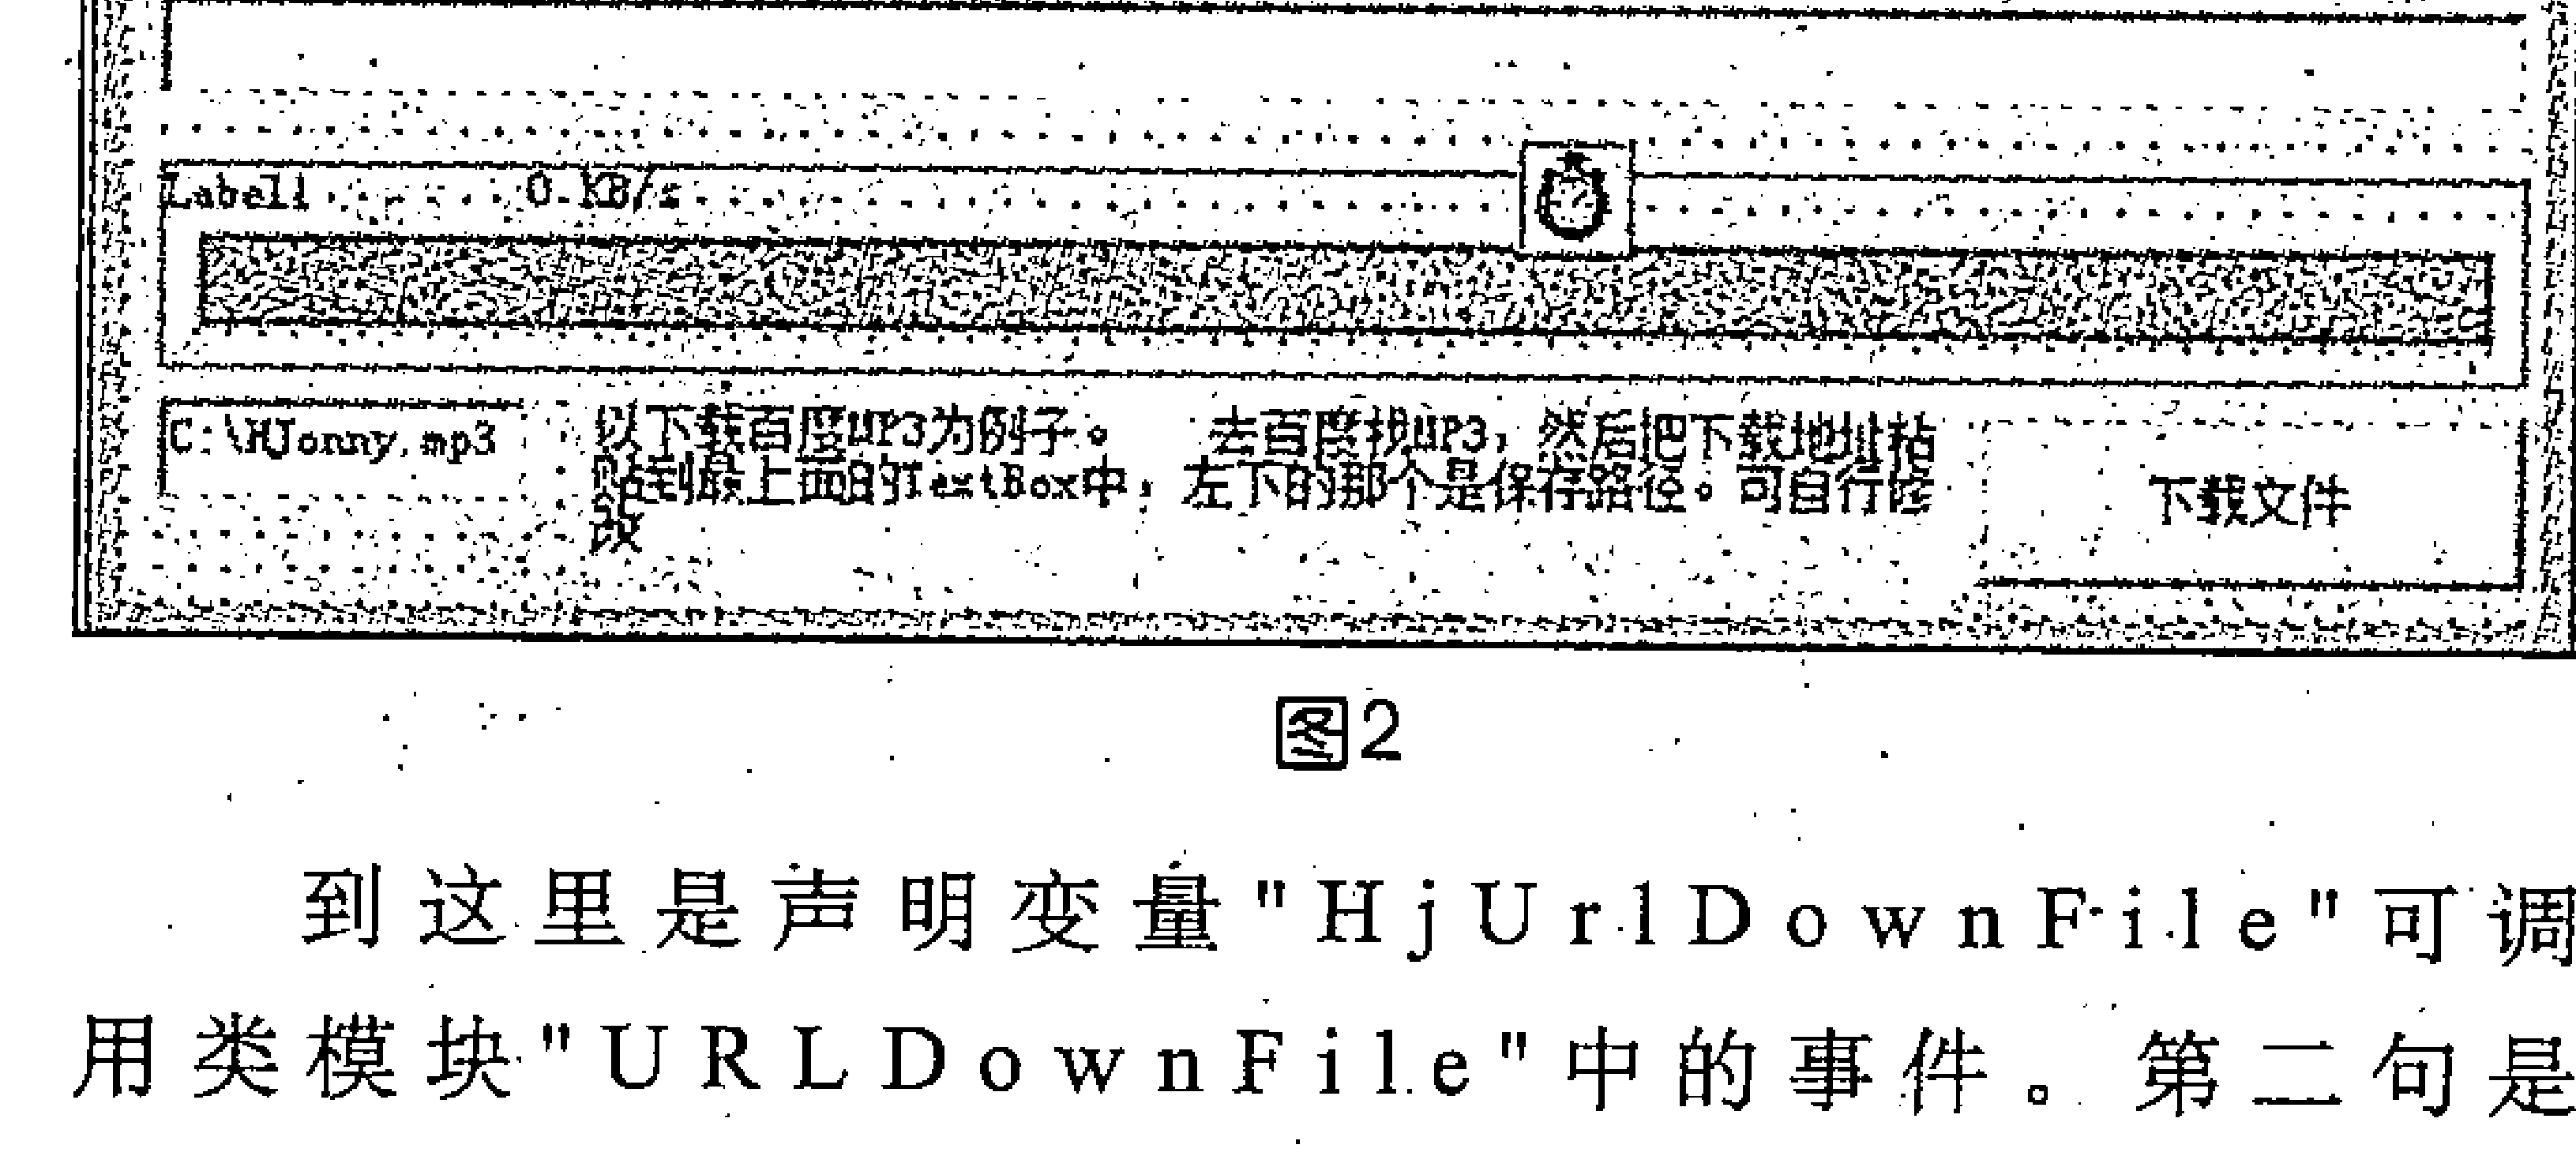 Label1 0 KB/s
C:\HJonny.mp3
以下载百度MP3为例子。 去百度找MP3，然后把下载地址粘
贴到最上面的TextBox中，左下的那个是保存路径。可自行修
改
下载文件
图2
到这里是声明变量"HjUrlDownFile"可调
用类模块"URLDownFile"中的事件。第二句是